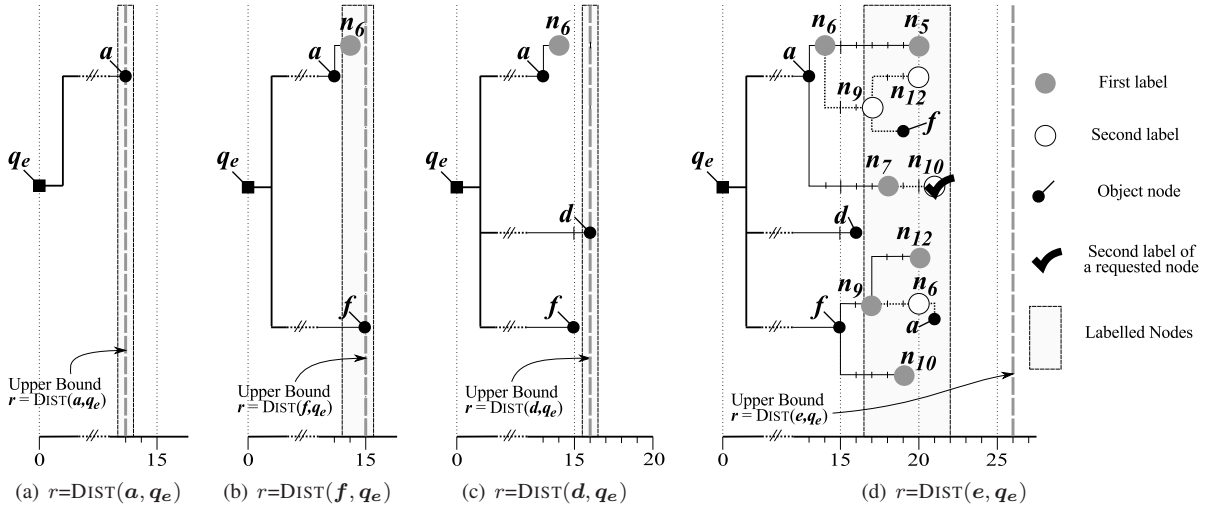 a
q_e
Upper Bound
r = DIST(a,q_e)
0
15
(a) r=DIST(a, q_e)
n_6
a
q_e
f
Upper Bound
r = DIST(f,q_e)
0
15
(b) r=DIST(f, q_e)
n_6
a
q_e
d
f
Upper Bound
r = DIST(d,q_e)
0
15
20
(c) r=DIST(d, q_e)
n_6
n_5
a
n_9
n_12
f
q_e
n_7
n_10
d
n_12
n_9
n_6
f
a
n_10
Upper Bound
r = DIST(e,q_e)
0
15
20
25
(d) r=DIST(e, q_e)
First label
Second label
Object node
Second label of
a requested node
Labelled Nodes